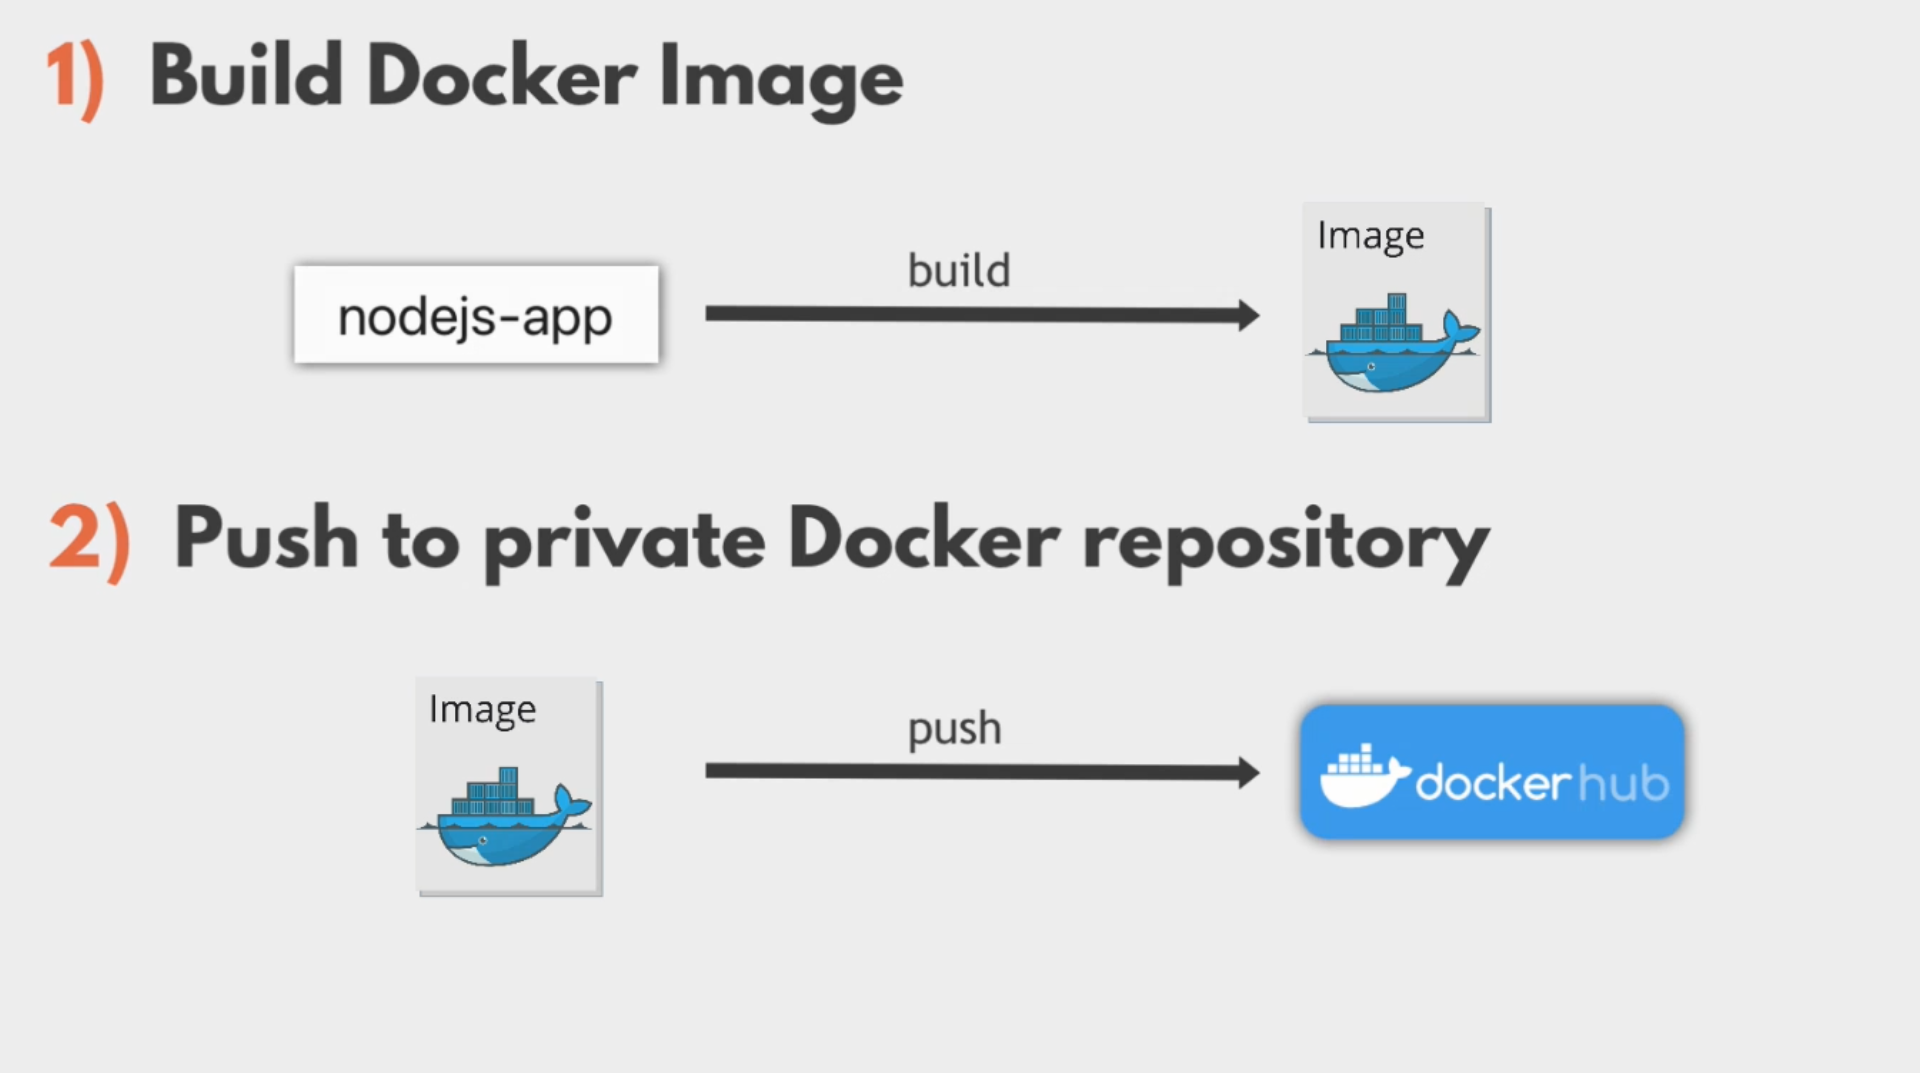 1) Build Docker Image
build
Image
nodejs-app
2) Push to private Docker repository
Image
push
docker hub